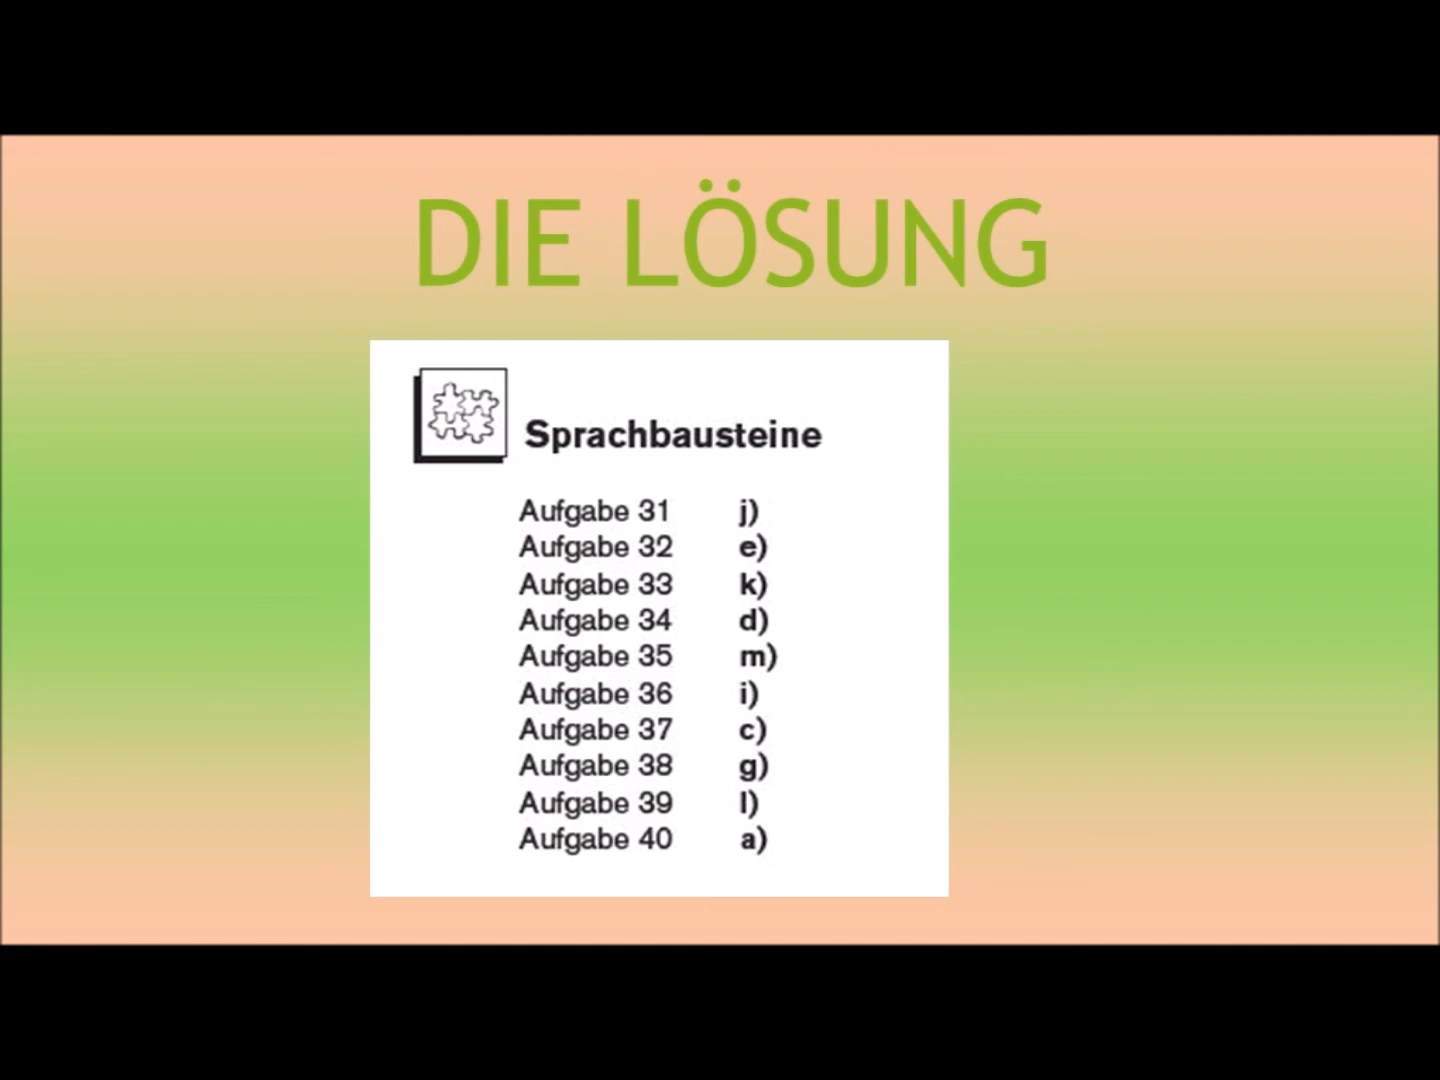 DIE LÖSUNG
Sprachbausteine
Aufgabe 31 j)
Aufgabe 32 e)
Aufgabe 33 k)
Aufgabe 34 d)
Aufgabe 35 m)
Aufgabe 36 i)
Aufgabe 37 c)
Aufgabe 38 g)
Aufgabe 39 l)
Aufgabe 40 a)